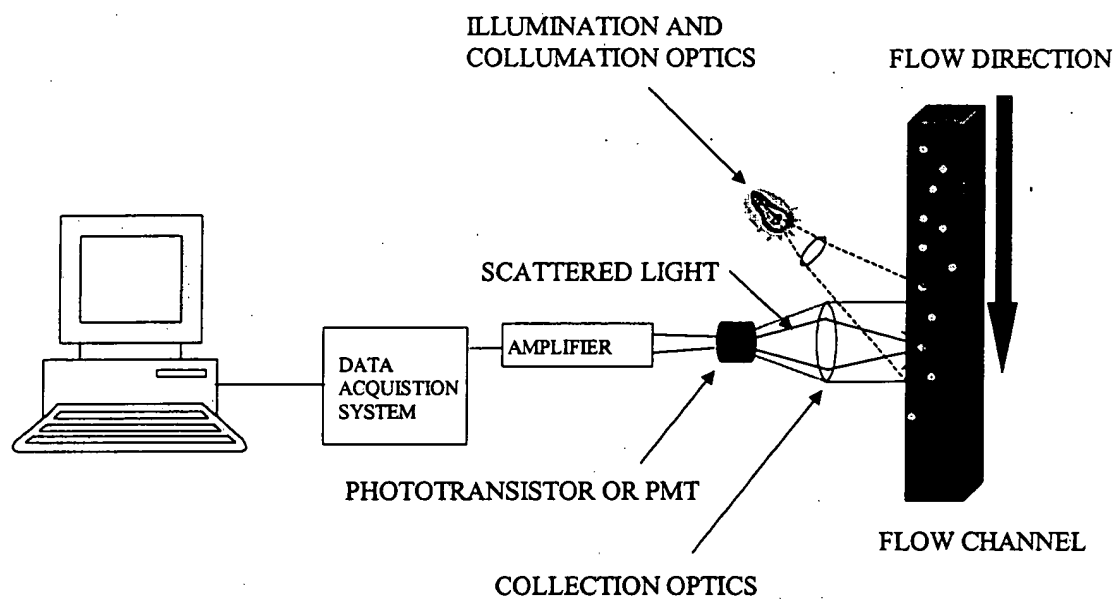 ILLUMINATION AND
COLLUMATION OPTICS
FLOW DIRECTION
SCATTERED LIGHT
AMPLIFIER
DATA
ACQUISTION
SYSTEM
PHOTOTRANSISTOR OR PMT
FLOW CHANNEL
COLLECTION OPTICS